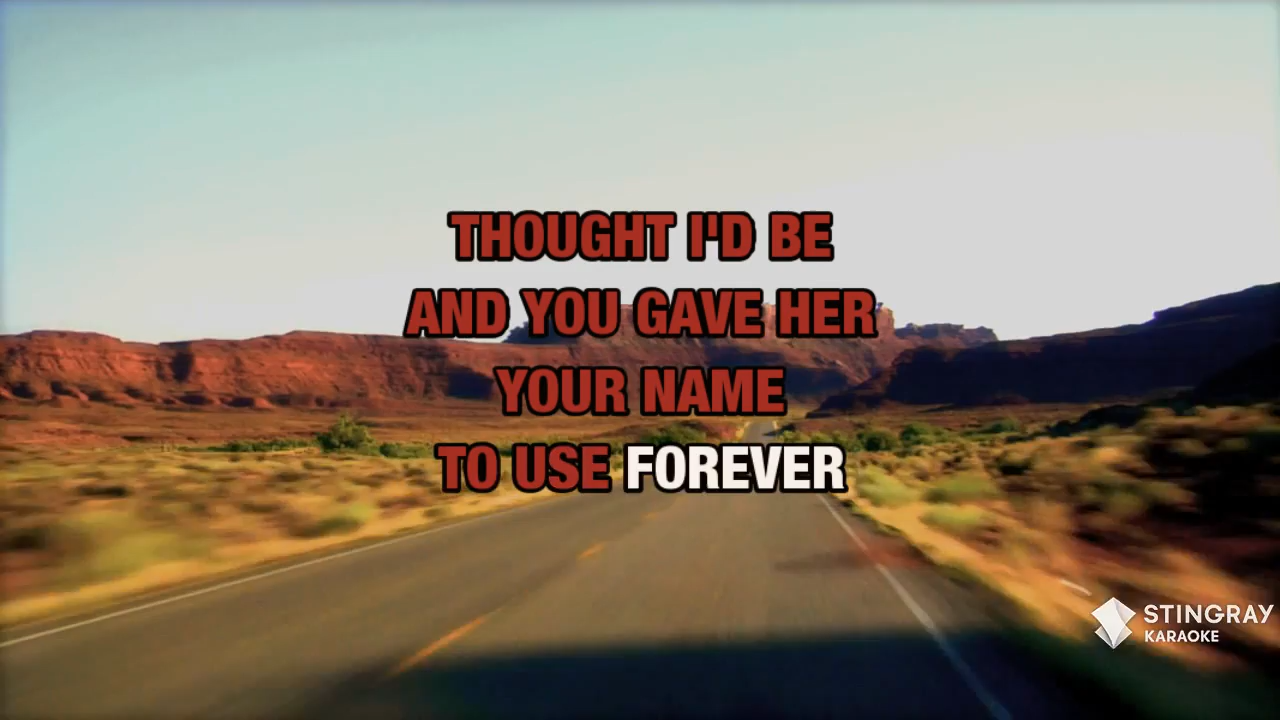 THOUGHT I'D BE
AND YOU GAVE HER
YOUR NAME
TO USE FOREVER
STINGRAY
KARAOKE